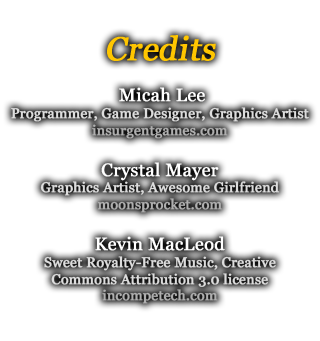 Credits
Micah Lee
Programmer, Game Designer, Graphics Artist
insurgentgames.com
Crystal Mayer
Graphics Artist, Awesome Girlfriend
moonsprocket.com
Kevin MacLeod
Sweet Royalty-Free Music, Creative
Commons Attribution 3.0 license
incompetech.com